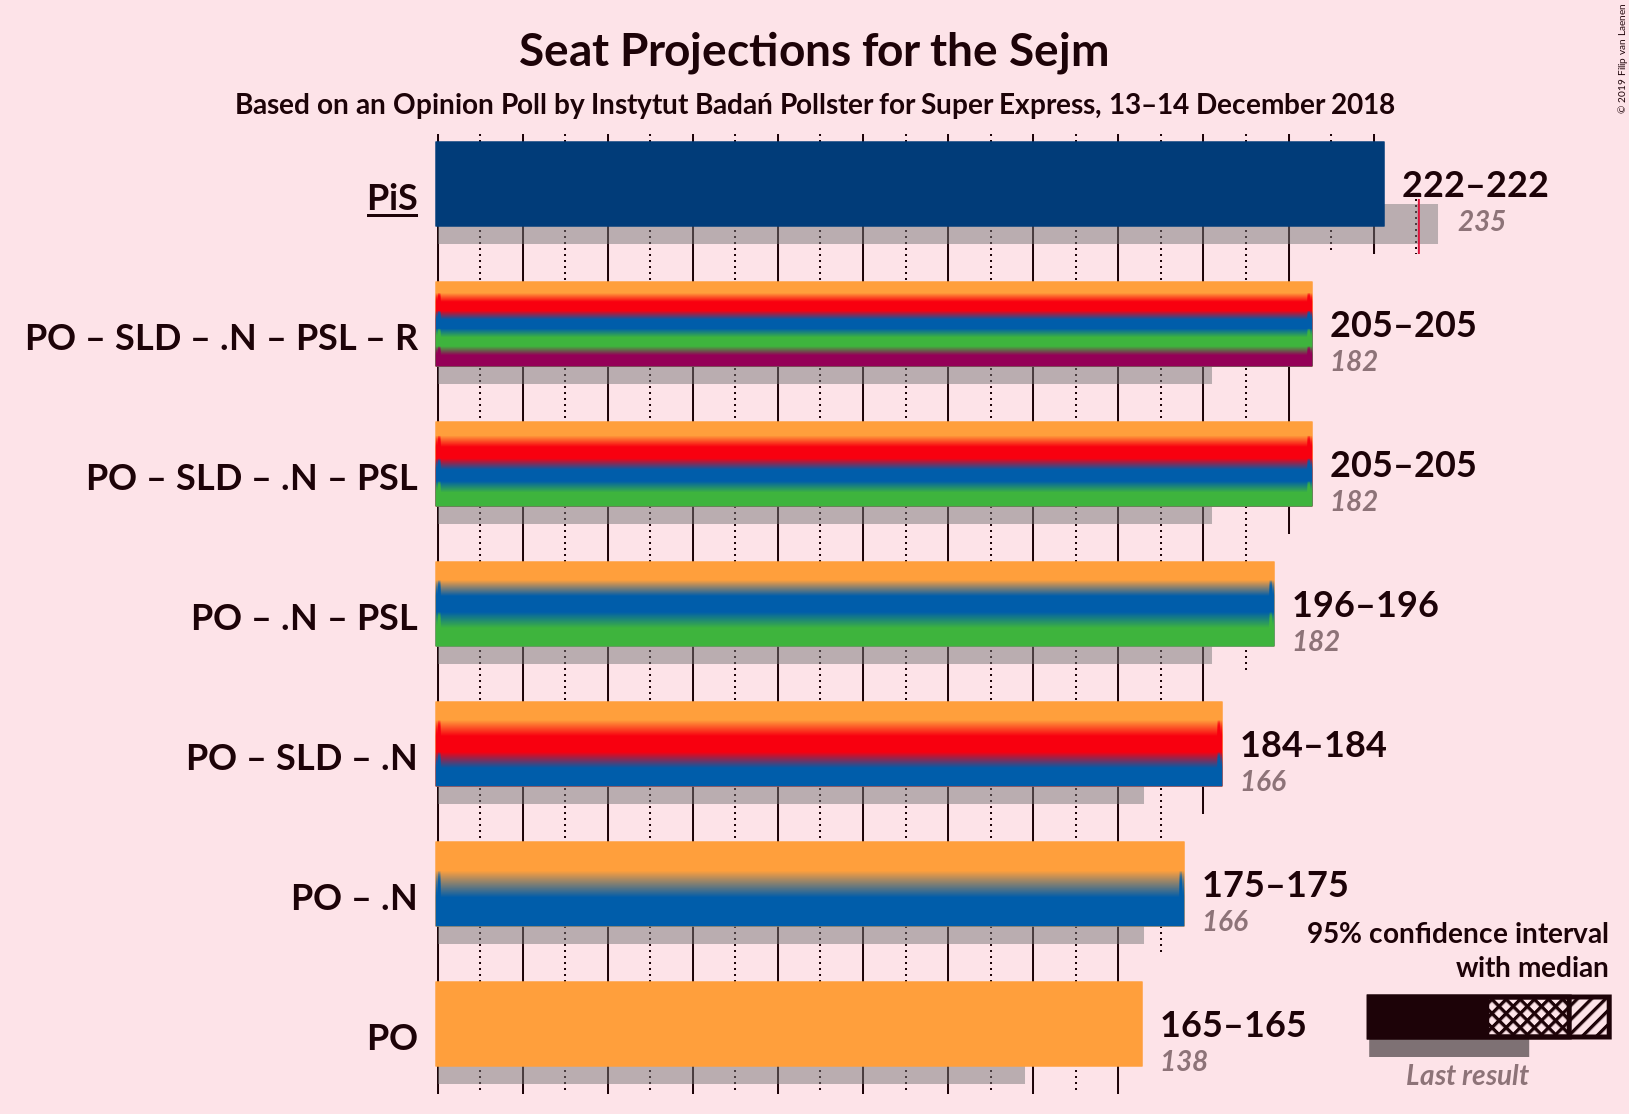 Seat Projections for the Sejm
Based on an Opinion Poll by Instytut Badań Pollster for Super Express, 13–14 December 2018
© 2019 Filip van Laenen
PiS
222–222
235
PO – SLD – .N – PSL – R
205–205
182
PO – SLD – .N – PSL
205–205
182
PO – .N – PSL
196–196
182
PO – SLD – .N
184–184
166
PO – .N
175–175
166
PO
165–165
138
95% confidence interval
with median
Last result